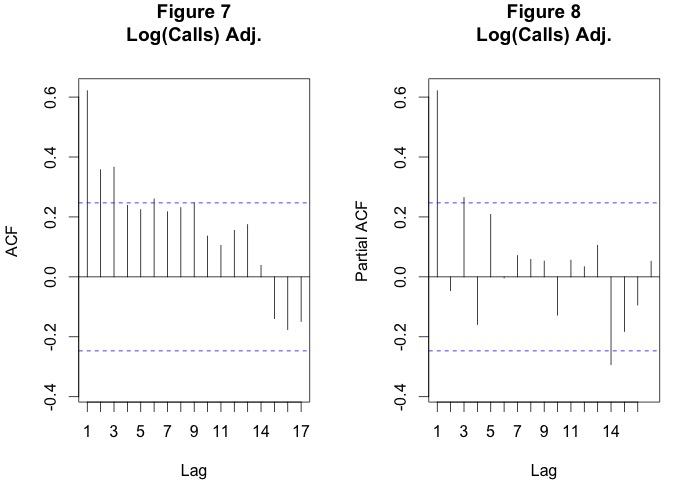 Figure 7
Log(Calls) Adj.
ACF
0.6
0.4
0.2
0.0
-0.2
-0.4
1 3 5 7 9 11 14 17
Lag
Figure 8
Log(Calls) Adj.
Partial ACF
0.6
0.4
0.2
0.0
-0.2
-0.4
1 3 5 7 9 11 14
Lag